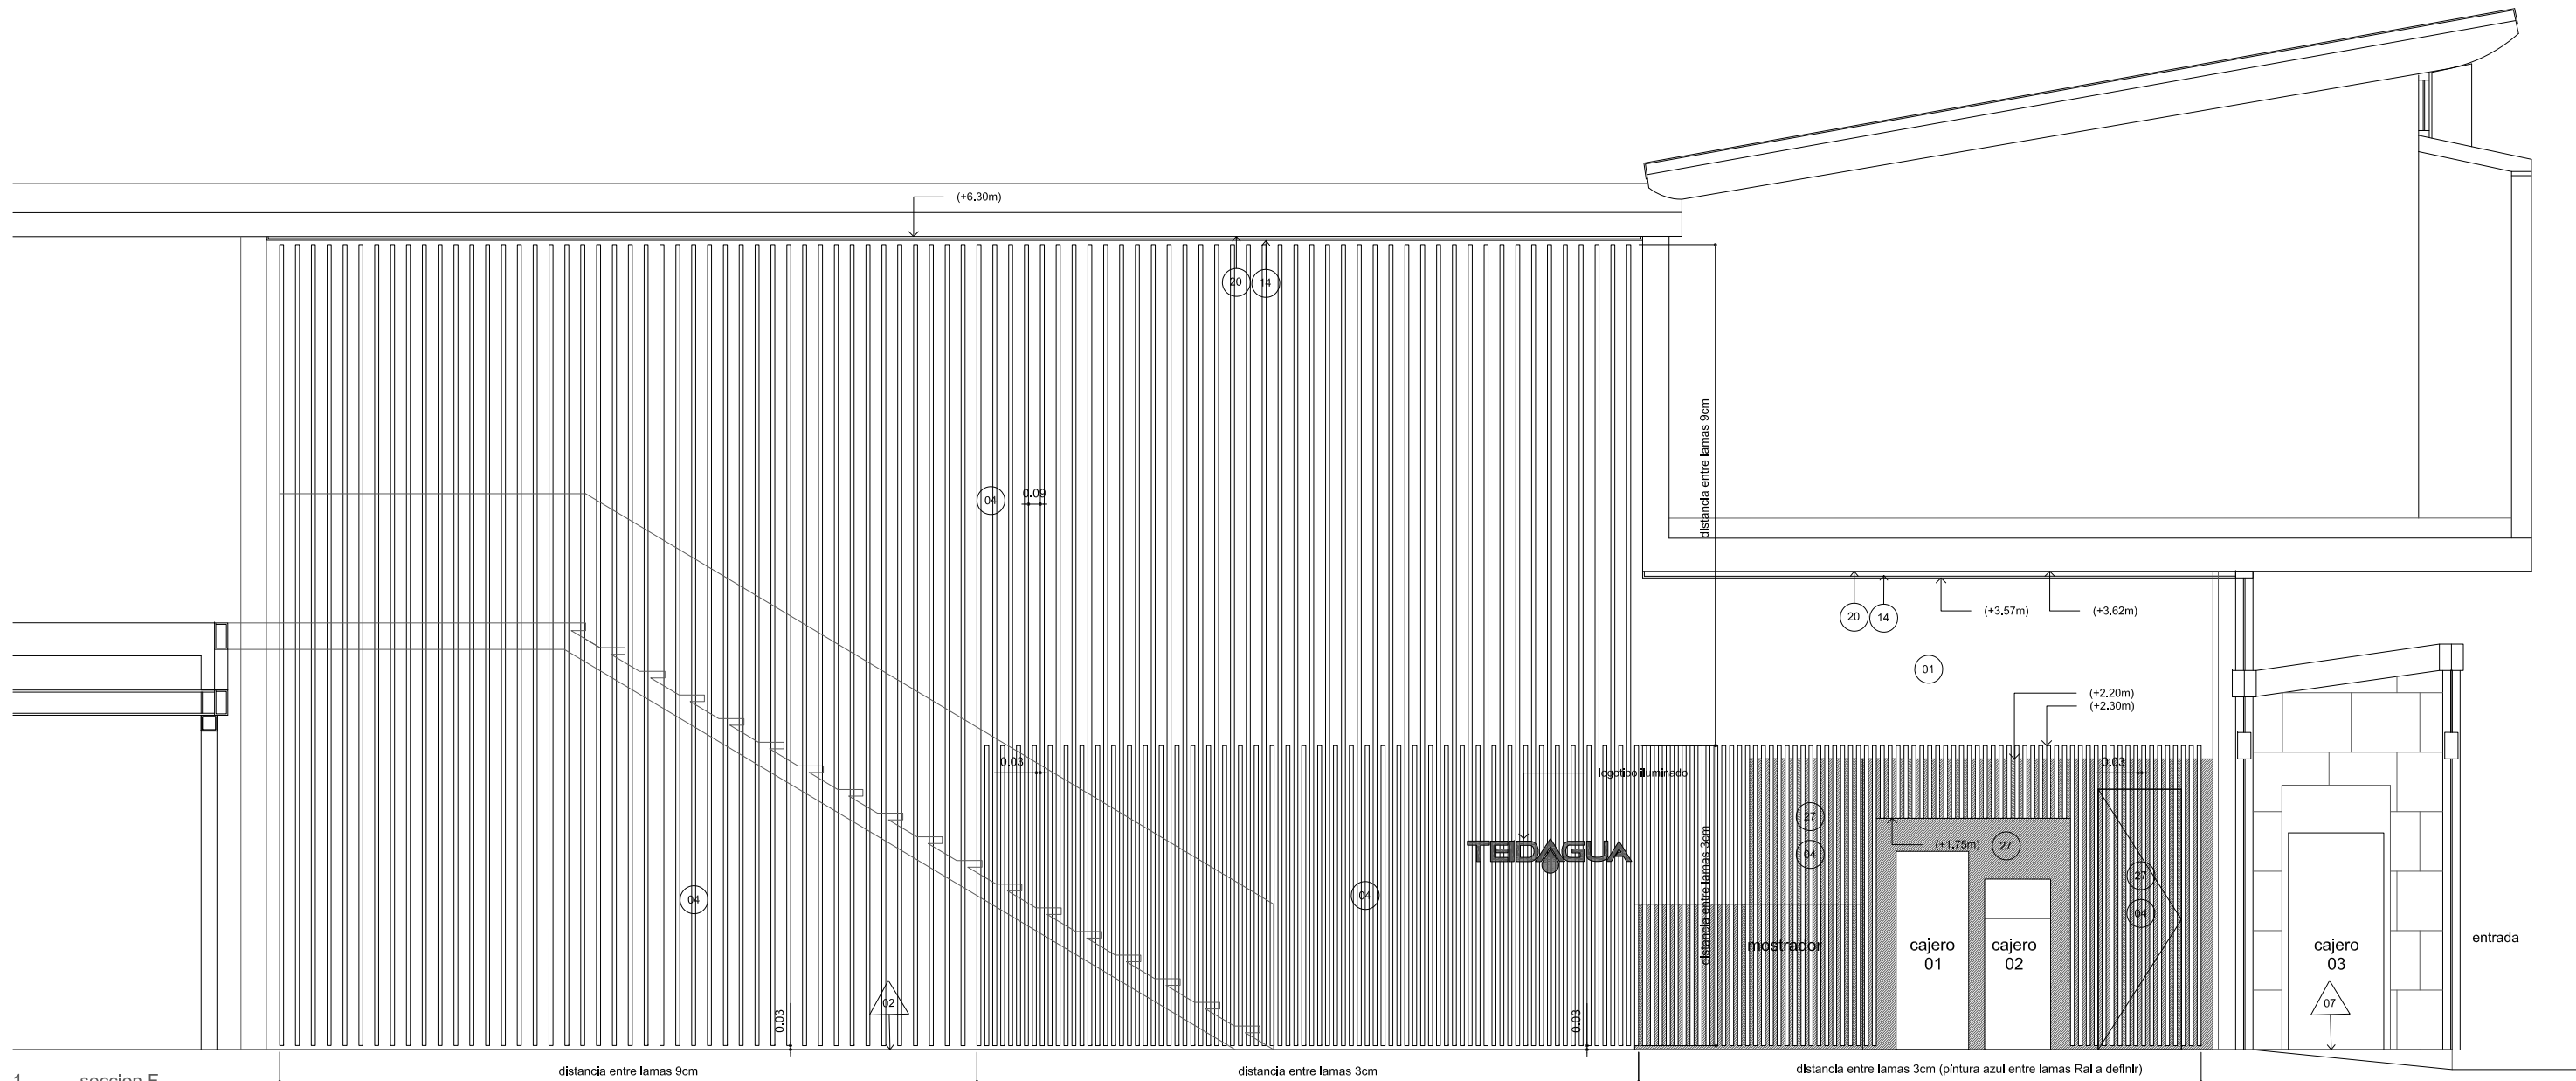 (+6.30m)
20
14
distancia entre lamas 9cm
04
0.09
20
14
(+3.57m)
(+3.62m)
01
(+2.20m)
(+2.30m)
0.03
logotipo iluminado
0.03
27
04
TEIDAGUA
distancia entre lamas 3cm
(+1.75m)
27
27
04
04
04
mostrador
cajero
01
cajero
02
cajero
03
entrada
02
07
0.03
0.03
distancia entre lamas 9cm
distancia entre lamas 3cm
distancia entre lamas 3cm (pintura azul entre lamas Ral a definir)
1 seccion E